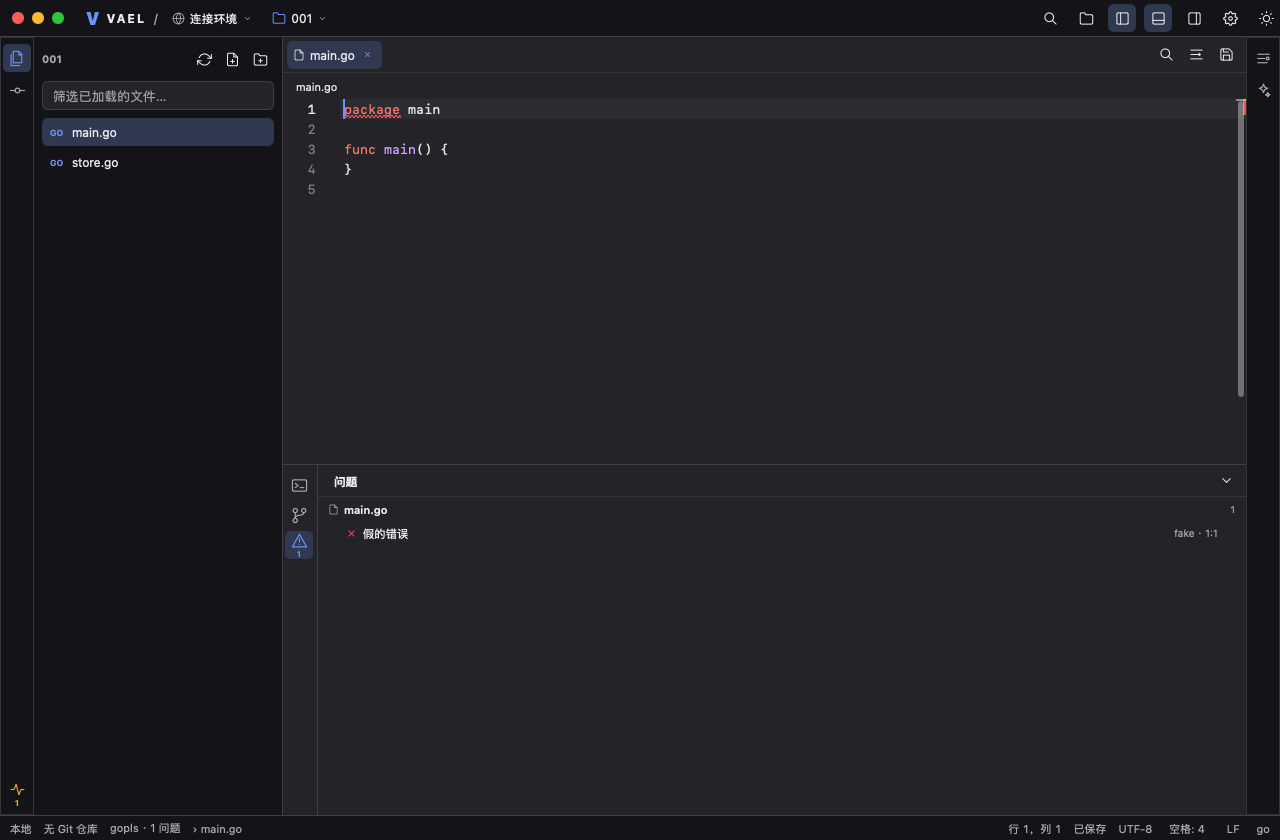 VAEL / 连接环境 001
001
main.go ×
筛选已加载的文件...
GO main.go
GO store.go
main.go
1 package main
2
3 func main() {
4 }
5
问题
main.go 1
× 假的错误 fake · 1:1
1
1
本地 无 Git 仓库 gopls · 1 问题 › main.go 行 1，列 1 已保存 UTF-8 空格: 4 LF go